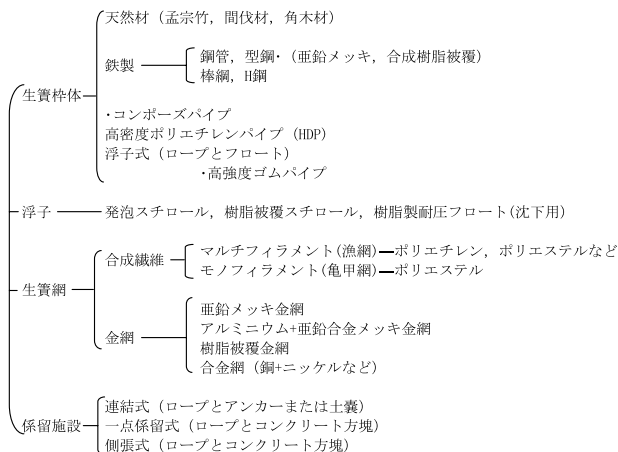 天然材（孟宗竹，間伐材，角木材）
鉄製
鋼管，型鋼・（亜鉛メッキ，合成樹脂被覆）
棒綱，H鋼
生簀枠体
・コンポーズパイプ
高密度ポリエチレンパイプ（HDP）
浮子式（ロープとフロート）
・高強度ゴムパイプ
浮子
発泡スチロール，樹脂被覆スチロール，樹脂製耐圧フロート(沈下用)
生簀網
合成繊維
マルチフィラメント(漁網)━ポリエチレン，ポリエステルなど
モノフィラメント(亀甲網)━ポリエステル
金網
亜鉛メッキ金網
アルミニウム+亜鉛合金メッキ金網
樹脂被覆金網
合金網（銅+ニッケルなど）
係留施設
連結式（ロープとアンカーまたは土嚢）
一点係留式（ロープとコンクリート方塊）
側張式（ロープとコンクリート方塊）